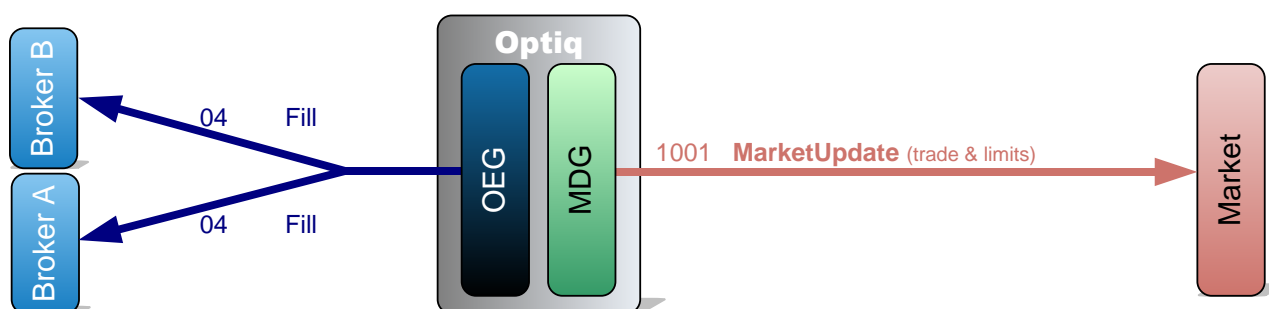 Optiq
Broker B
04 Fill
OEG
MDG
1001 MarketUpdate (trade & limits)
Market
Broker A
04 Fill